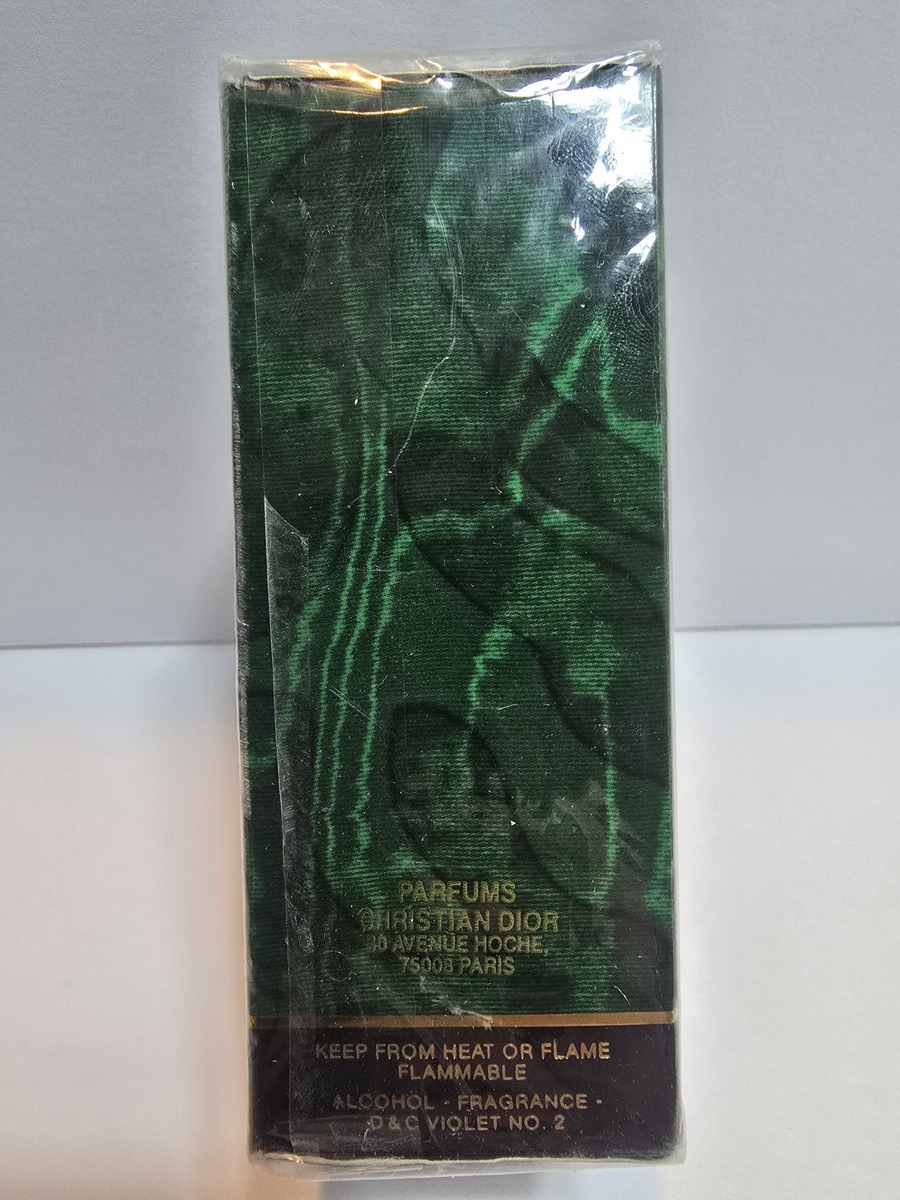 PARFUMS
CHRISTIAN DIOR
30 AVENUE HOCHE,
75008 PARIS
KEEP FROM HEAT OR FLAME
FLAMMABLE
ALCOHOL - FRAGRANCE -
D & C VIOLET NO. 2